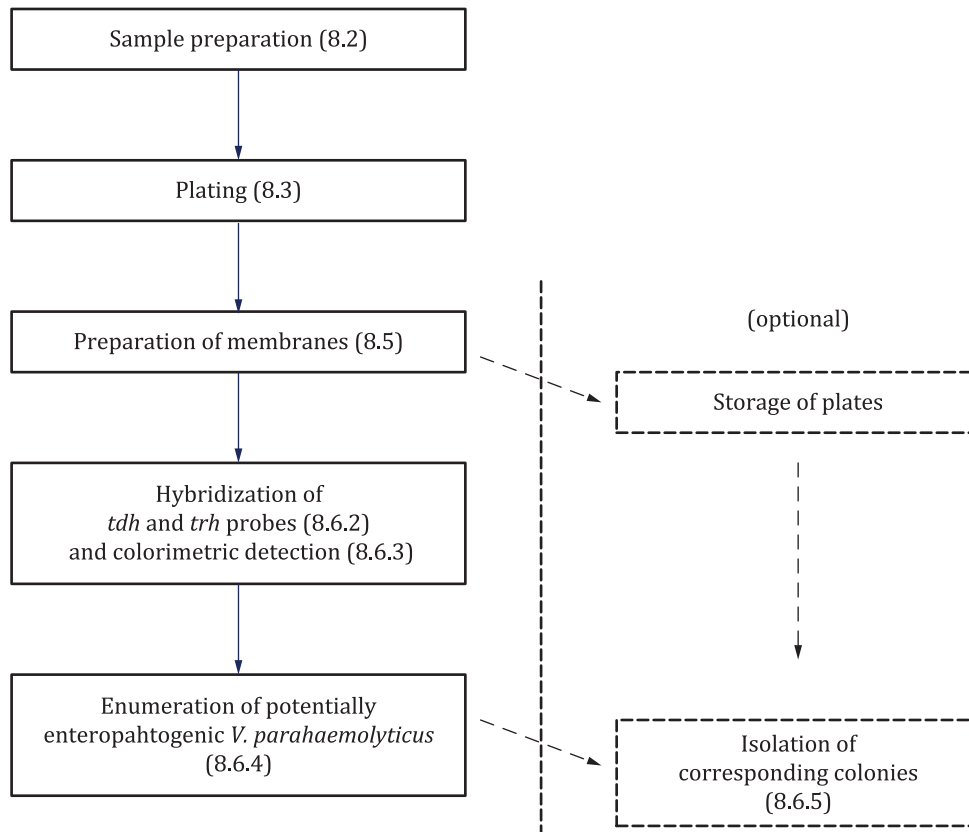 Sample preparation (8.2)
Plating (8.3)
Preparation of membranes (8.5)
(optional)
Storage of plates
Hybridization of
tdh and trh probes (8.6.2)
and colorimetric detection (8.6.3)
Enumeration of potentially
enteropahtogenic V. parahaemolyticus
(8.6.4)
Isolation of
corresponding colonies
(8.6.5)